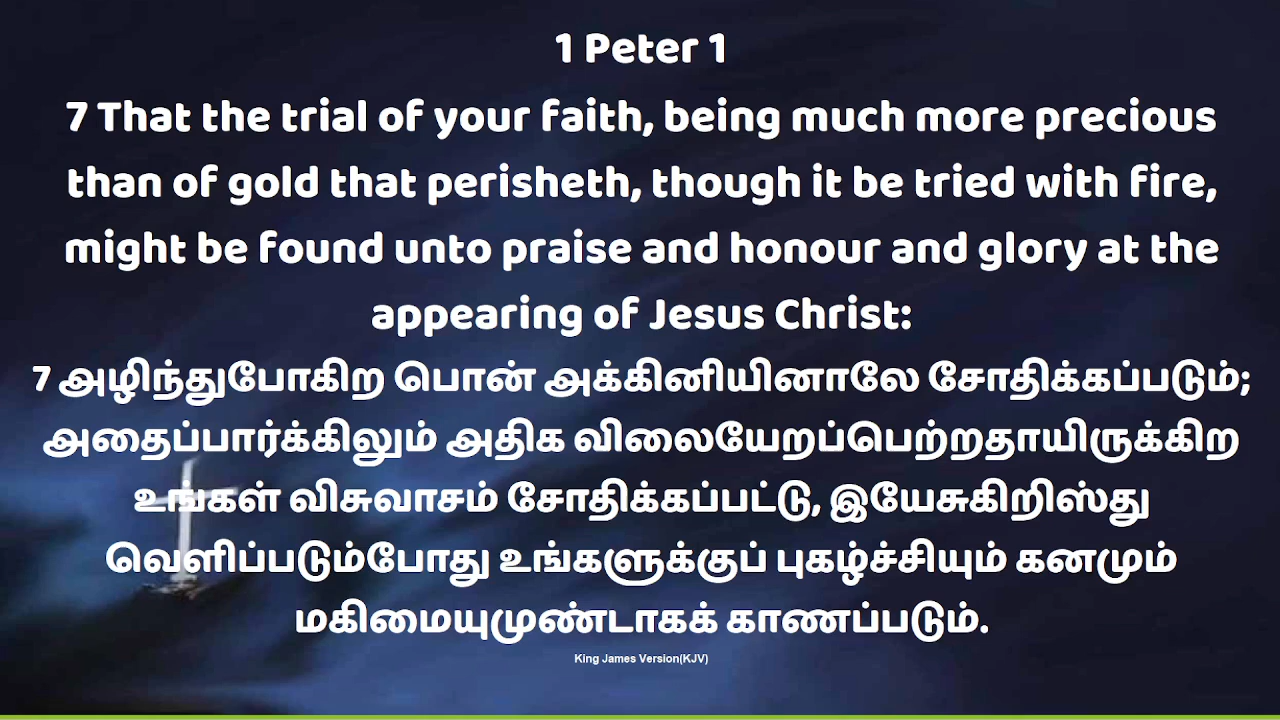 1 Peter 1
7 That the trial of your faith, being much more precious
than of gold that perisheth, though it be tried with fire,
might be found unto praise and honour and glory at the
appearing of Jesus Christ:
7 அழிந்துபோகிற பொன் அக்கினியினாலே சோதிக்கப்படும்;
அதைப்பார்க்கிலும் அதிக விலையேறப்பெற்றதாயிருக்கிற
உங்கள் விசுவாசம் சோதிக்கப்பட்டு, இயேசுகிறிஸ்து
வெளிப்படும்போது உங்களுக்குப் புகழ்ச்சியும் கனமும்
மகிமையுமுண்டாகக் காணப்படும்.
King James Version(KJV)